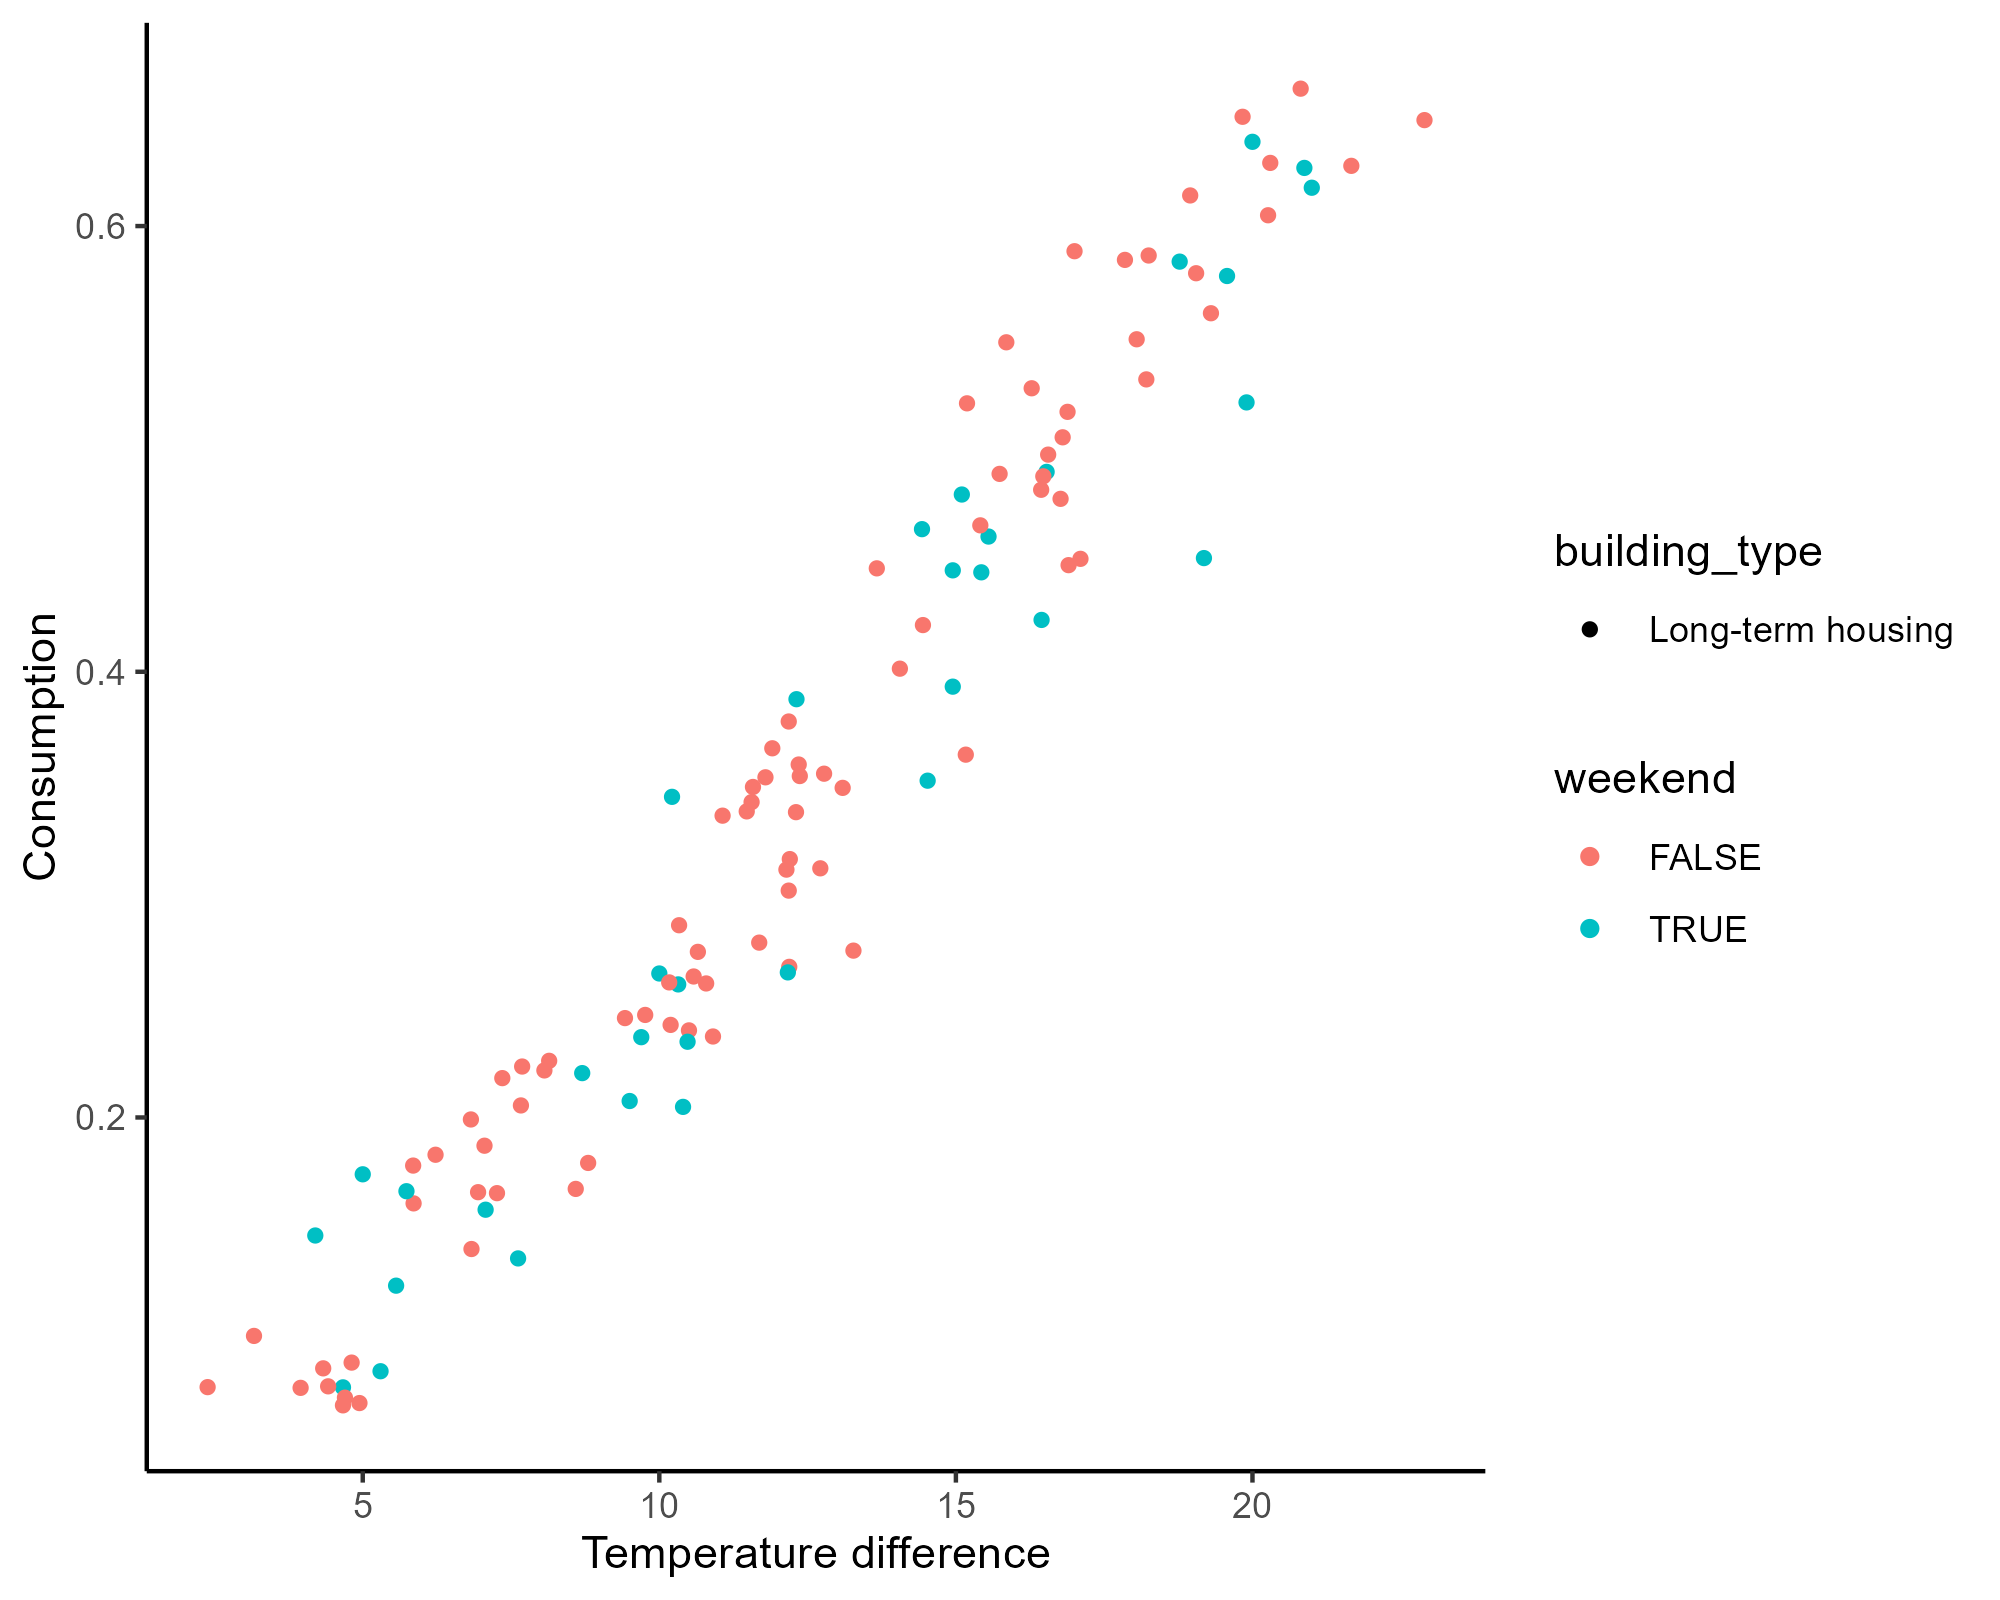 0.6
0.4
0.2
Consumption
5
10
15
20
Temperature difference
building_type
Long-term housing
weekend
FALSE
TRUE